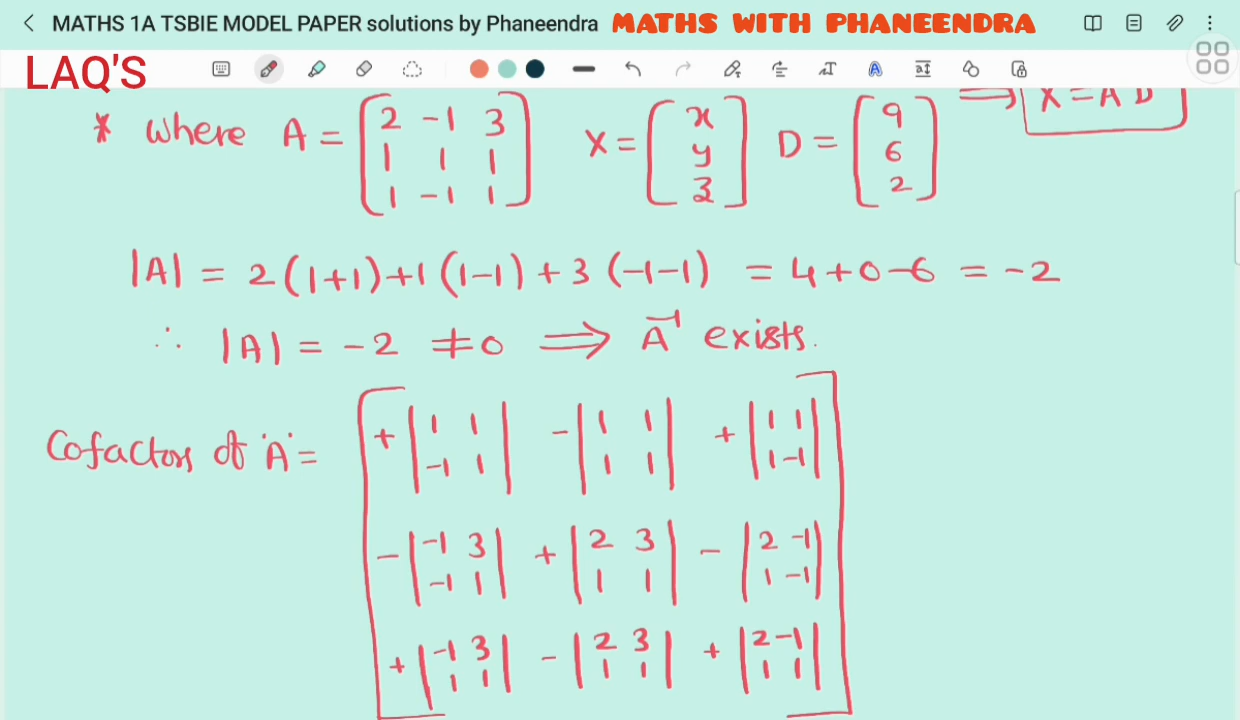 MATHS 1A TSBIE MODEL PAPER solutions by Phaneendra MATHS WITH PHANEENDRA
LAQ'S
* where A = [2 -1 3; 1 1 1; 1 -1 1] X = [x; y; z] D = [9; 6; 2] ⟹ X = A⁻¹D
|A| = 2(1+1)+1(1-1)+3(-1-1) = 4+0-6 = -2
∴ |A| = -2 ≠ 0 ⟹ A⁻¹ exists.
Cofactors of 'A' =
+|1 1; -1 1| -|1 1; 1 1| +|1 1; 1 -1|
-|-1 3; -1 1| +|2 3; 1 1| -|2 -1; 1 -1|
+|-1 3; 1 1| -|2 3; 1 1| +|2 -1; 1 1|